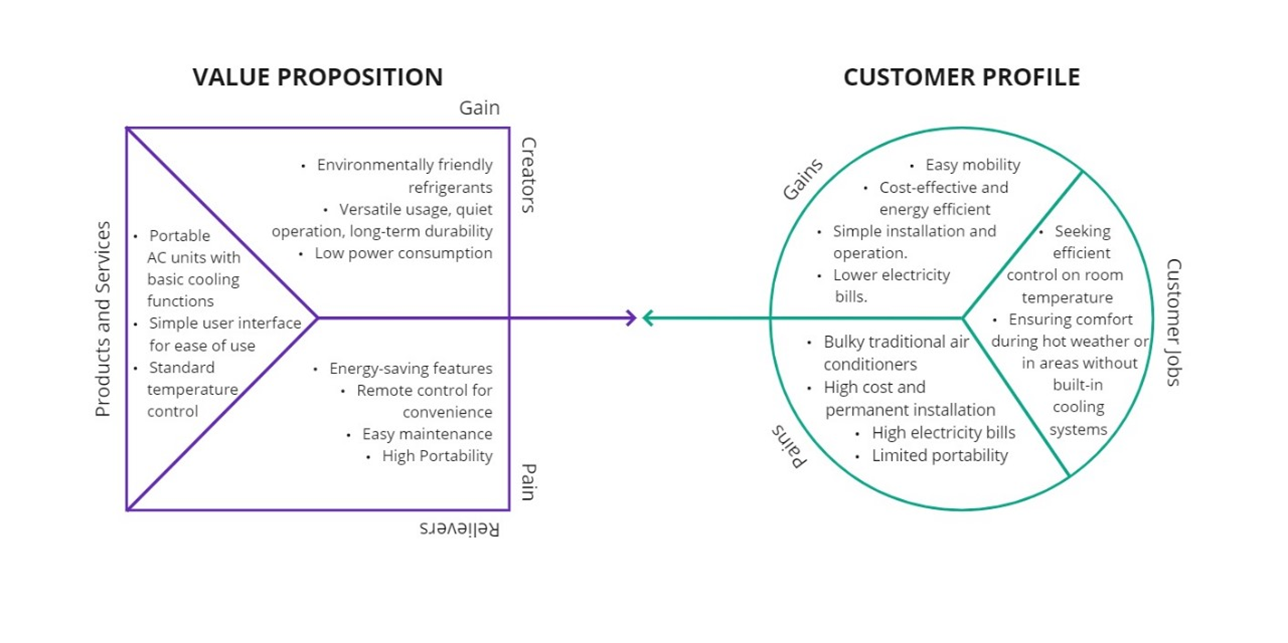 VALUE PROPOSITION
Gain
Creators
• Environmentally friendly
refrigerants
• Versatile usage, quiet
operation, long-term durability
• Low power consumption
Products and Services
• Portable
AC units with
basic cooling
functions
• Simple user interface
for ease of use
• Standard
temperature
control
• Energy-saving features
• Remote control for
convenience
• Easy maintenance
• High Portability
Pain
Relievers
CUSTOMER PROFILE
Gains
• Easy mobility
• Cost-effective and
energy efficient
• Simple installation and
operation.
• Lower electricity
bills.
• Seeking
efficient
control on room
temperature
• Ensuring comfort
during hot weather or
in areas without
built-in
cooling
systems
Customer Jobs
• Bulky traditional air
conditioners
• High cost and
permanent installation
• High electricity bills
• Limited portability
Pains